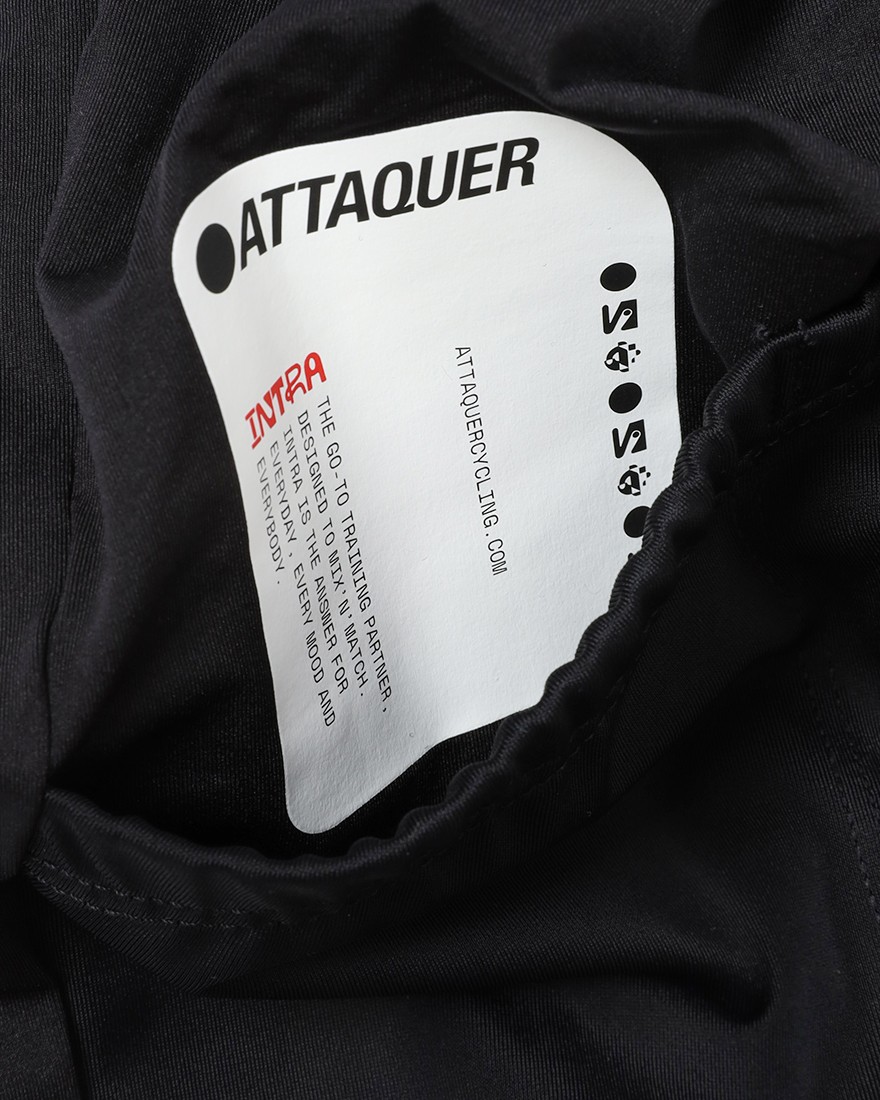 ATTAQUER
INTRA
THE GO-TO TRAINING PARTNER,
DESIGNED TO MIX'N'MATCH.
INTRA IS THE ANSWER FOR
EVERYDAY, EVERY MOOD AND
EVERYBODY.
ATTAQUERCYCLING.COM